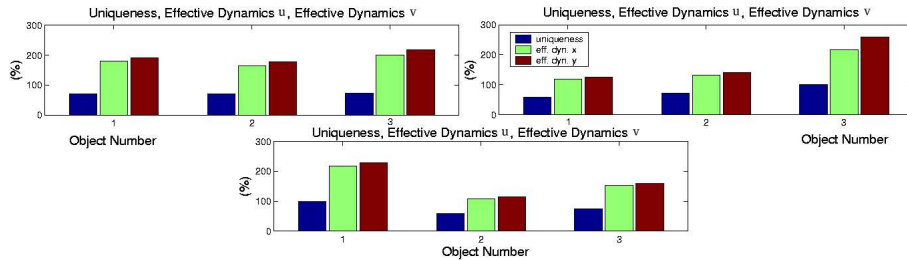 Uniqueness, Effective Dynamics u, Effective Dynamics v
300
200
100
0
(%)
1
2
3
Object Number
Uniqueness, Effective Dynamics u, Effective Dynamics v
300
200
100
0
(%)
uniqueness
eff. dyn. x
eff. dyn. y
1
2
3
Object Number
Uniqueness, Effective Dynamics u, Effective Dynamics v
300
200
100
0
(%)
1
2
3
Object Number